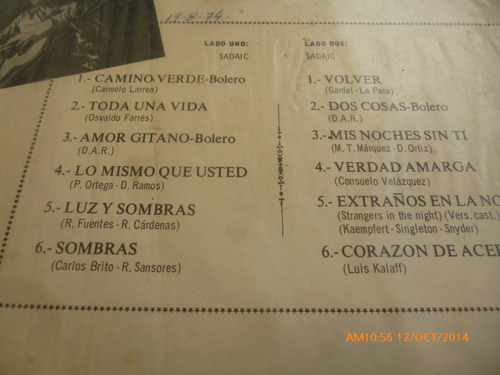 19-8-74
LADO UNO:
SADAIC
1.- CAMINO VERDE-Bolero
(Carmelo Larrea)
2.- TODA UNA VIDA
(Osvaldo Farrés)
3.- AMOR GITANO-Bolero
(D.A.R.)
4.- LO MISMO QUE USTED
(P. Ortega - D. Ramos)
5.- LUZ Y SOMBRAS
(R. Fuentes - R. Cárdenas)
6.- SOMBRAS
(Carlos Brito - R. Sansores)
LADO DOS:
SADAIC
1.- VOLVER
(Gardel - Le Pera)
2.- DOS COSAS-Bolero
(D.A.R.)
3.- MIS NOCHES SIN TI
(M. T. Márquez - D. Ortiz)
4.- VERDAD AMARGA
(Consuelo Velázquez)
5.- EXTRAÑOS EN LA NO
(Strangers in the night) (Vers. cast.)
(Kaempfert - Singleton - Snyder)
6.- CORAZON DE ACE
(Luis Kalaff)
AM10:56 12/OCT/2014